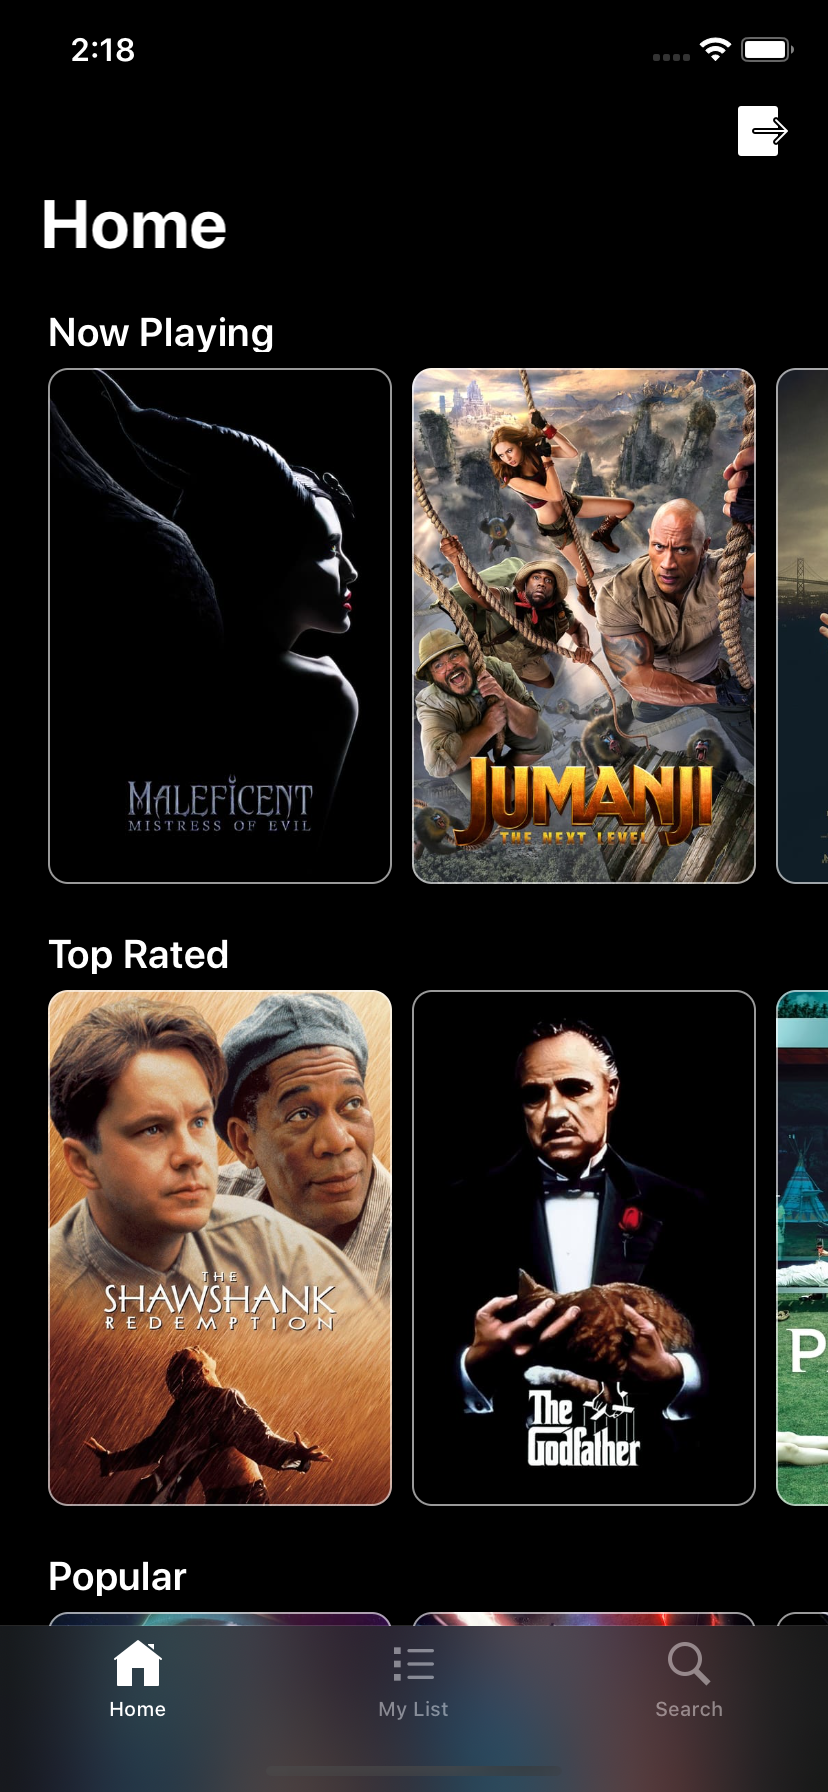 2:18
Home
Now Playing
MALEFICENT
MISTRESS OF EVIL
JUMANJI
THE NEXT LEVEL
Top Rated
THE
SHAWSHANK
REDEMPTION
The
Godfather
P
Popular
Home
My List
Search